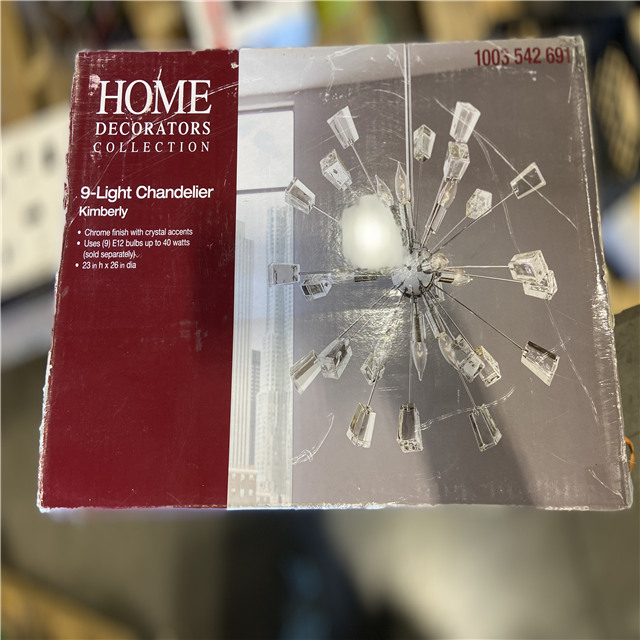 1003 542 691
HOME
DECORATORS
COLLECTION
9-Light Chandelier
Kimberly
• Chrome finish with crystal accents
• Uses (9) E12 bulbs up to 40 watts
(sold separately).
• 23 in h x 26 in dia